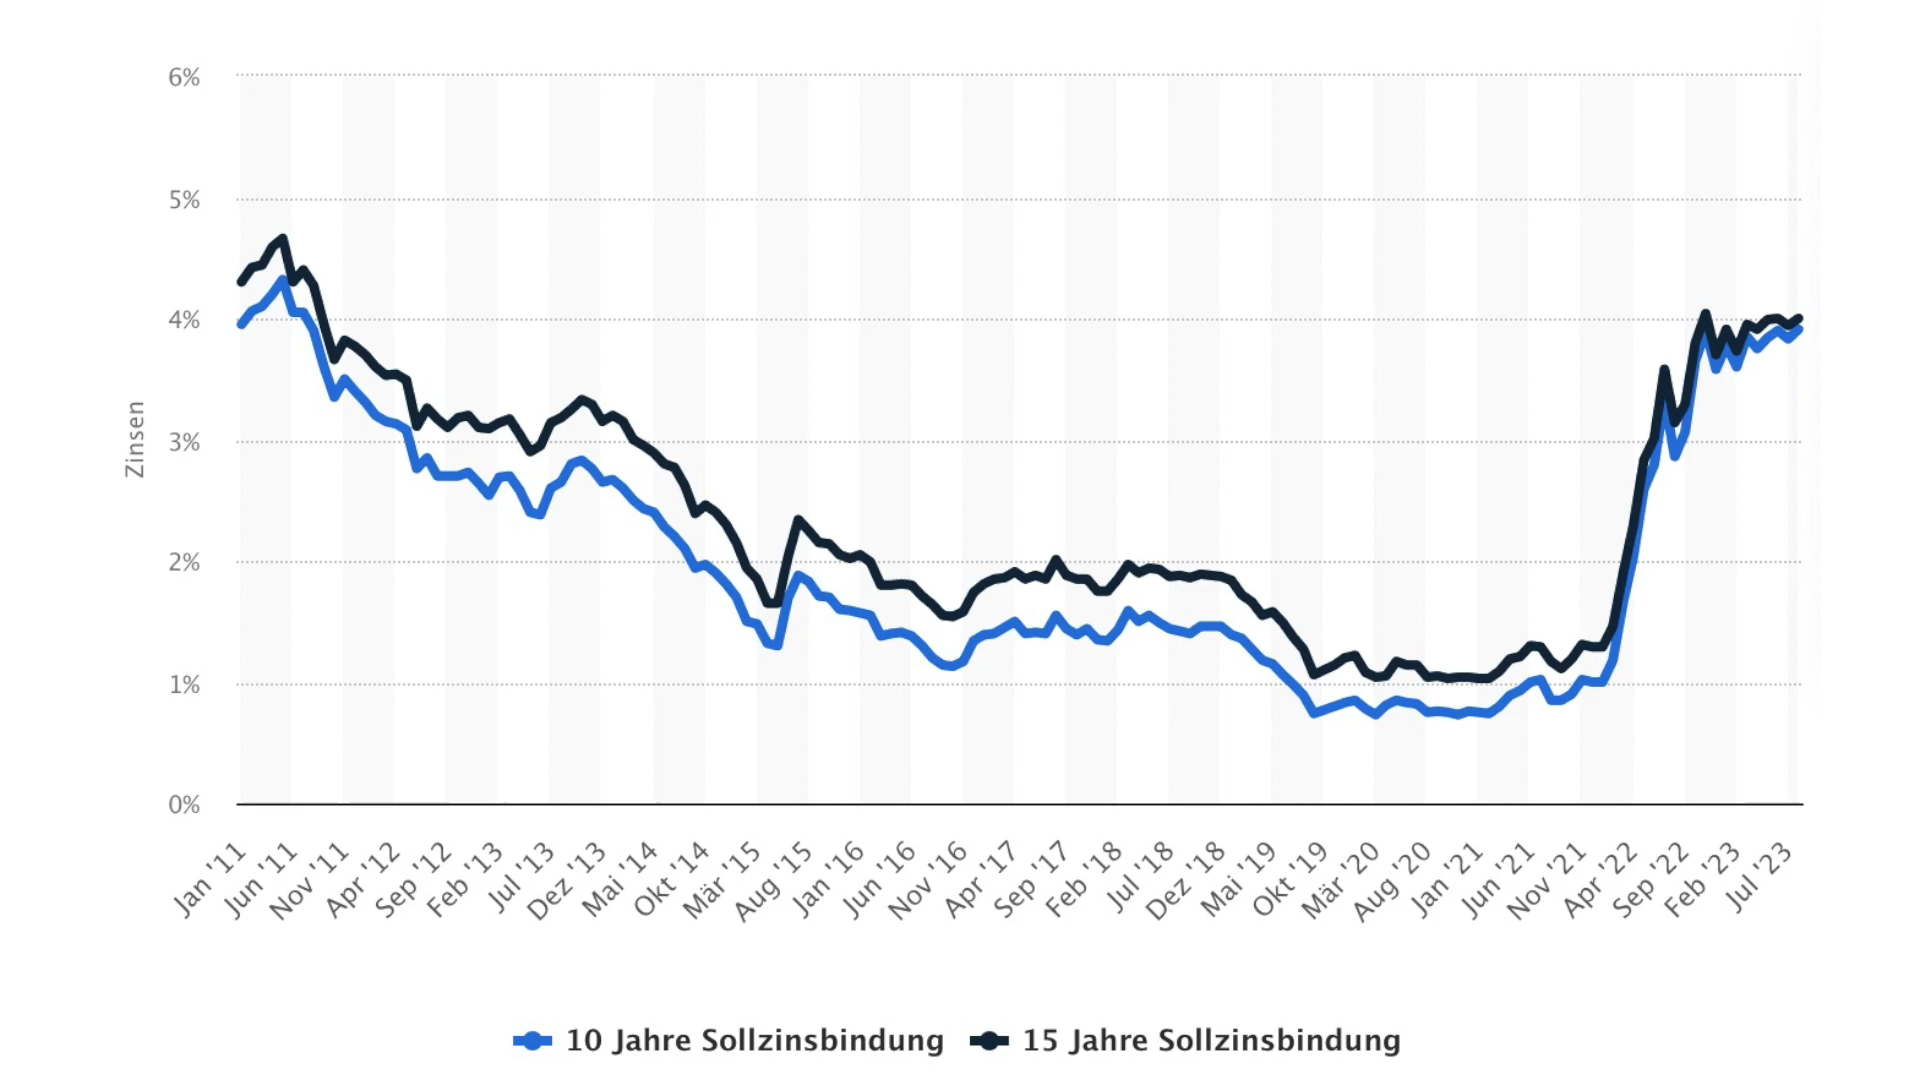 6%
5%
4%
3%
2%
1%
0%
Zinsen
Jan '11
Jun '11
Nov '11
Apr '12
Sep '12
Feb '13
Jul '13
Dez '13
Mai '14
Okt '14
Mär '15
Aug '15
Jan '16
Jun '16
Nov '16
Apr '17
Sep '17
Feb '18
Jul '18
Dez '18
Mai '19
Okt '19
Mär '20
Aug '20
Jan '21
Jun '21
Nov '21
Apr '22
Sep '22
Feb '23
Jul '23
10 Jahre Sollzinsbindung
15 Jahre Sollzinsbindung